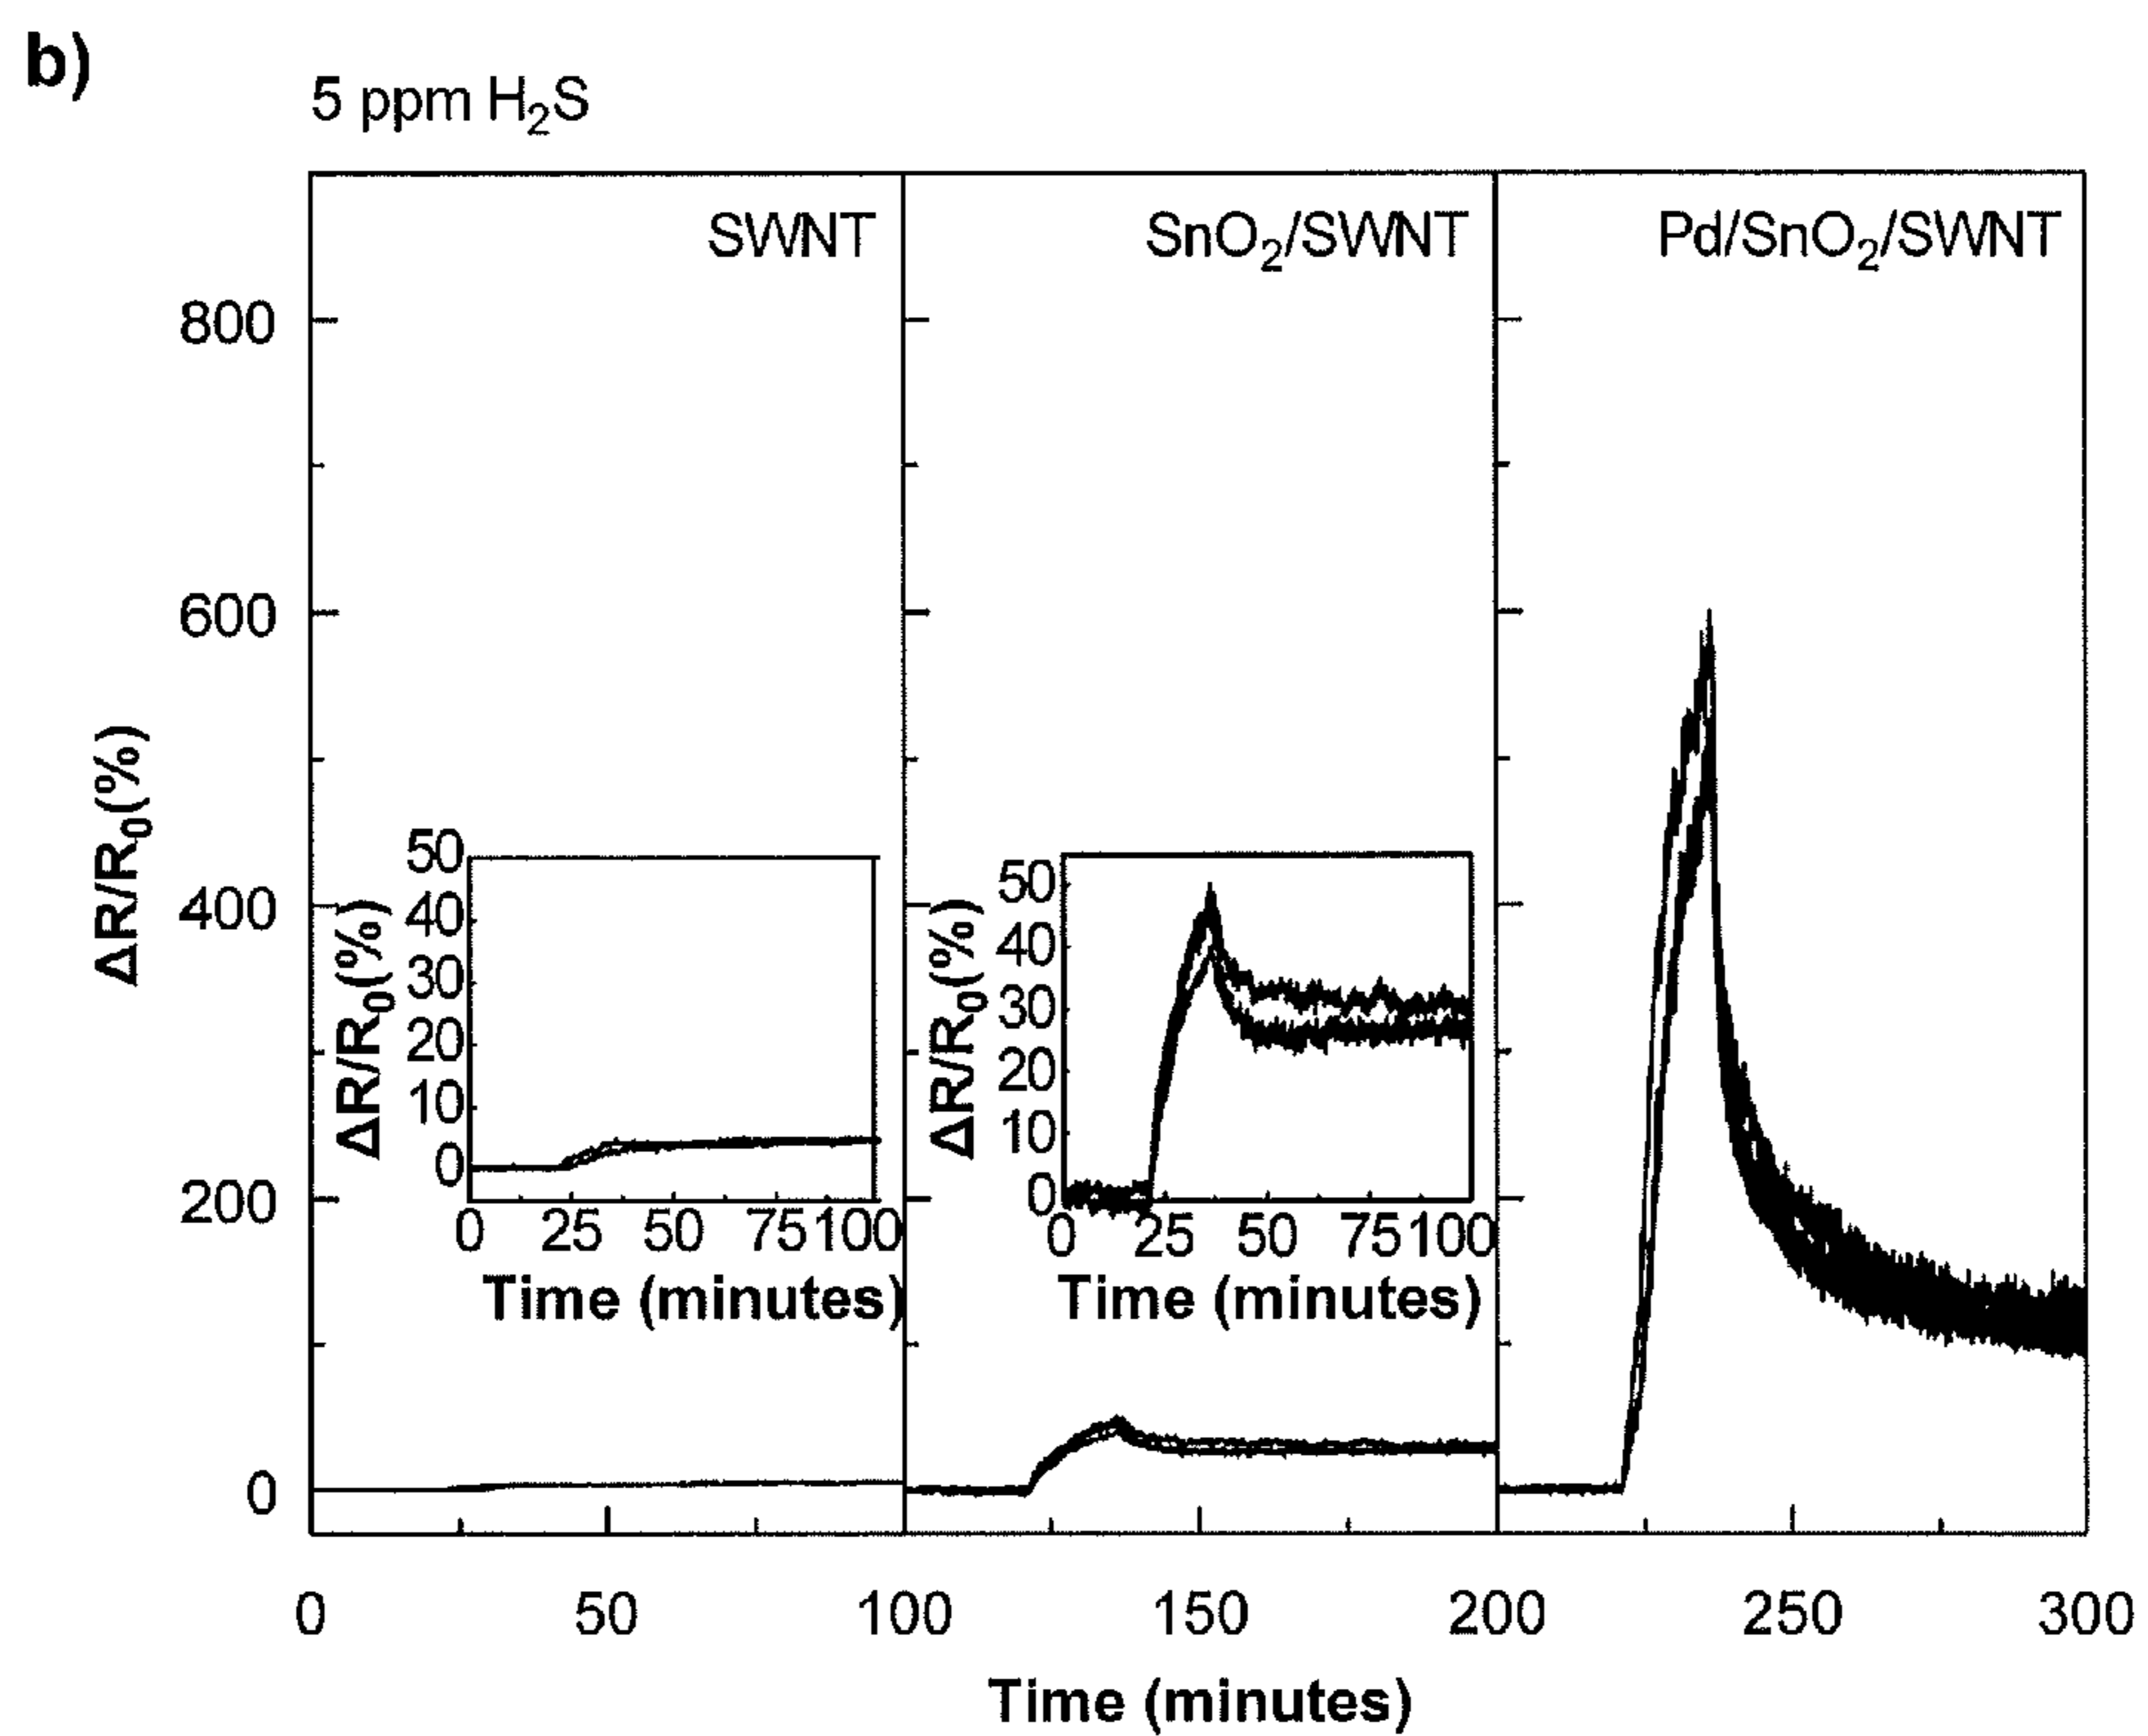 b)
5 ppm H₂S
SWNT
SnO₂/SWNT
Pd/SnO₂/SWNT
800
600
400
200
0
ΔR/R₀(%)
50
40
30
20
10
0
ΔR/R₀(%)
0 25 50 75 100
Time (minutes)
50
40
30
20
10
0
ΔR/R₀(%)
0 25 50 75 100
Time (minutes)
0 50 100 150 200 250 300
Time (minutes)